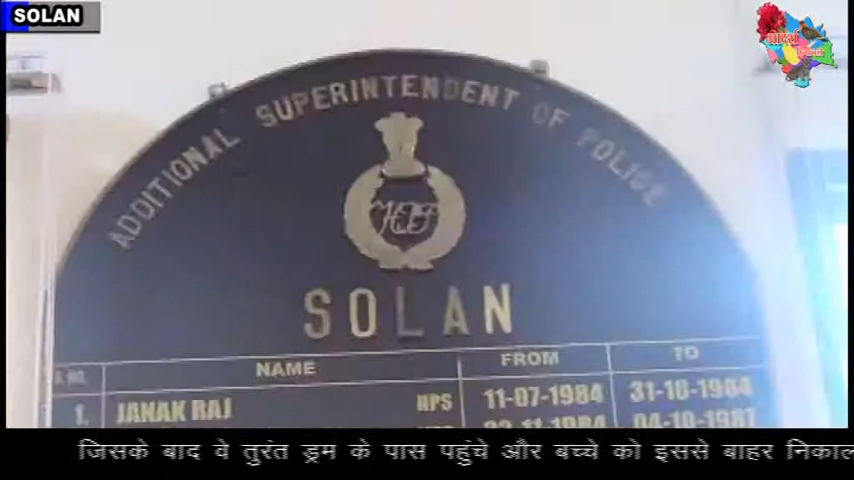 SOLAN
ADDITIONAL SUPERINTENDENT OF POLICE
SOLAN
NAME FROM TO
1. JANAK RAJ HPS 11-07-1984 31-10-1984
04-10-1987
जिसके बाद वे तुरंत ड्रम के पास पहुंचे और बच्चे को इससे बाहर